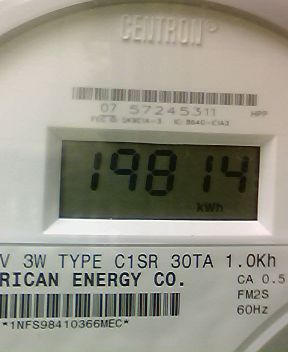 CENTRON®
07 57245311 HPP
19814
kWh
V 3W TYPE C1SR 30TA 1.0Kh
RICAN ENERGY CO. CA 0.5
FM2S
60Hz
*1NFS98410366MEC*